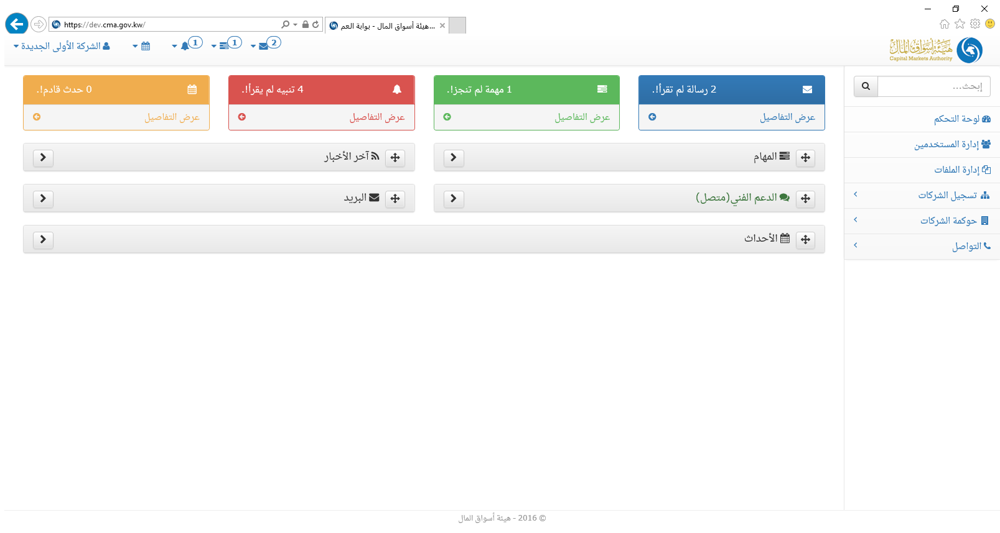 https://dev.cma.gov.kw/
هيئة أسواق المال - بوابة العم...
هيئة أسواق المال
Capital Markets Authority
2
1
1
الشركة الأولى الجديدة
إبحث...
لوحة التحكم
إدارة المستخدمين
إدارة الملفات
تسجيل الشركات
حوكمة الشركات
التواصل
2 رسالة لم تقرأ!.
عرض التفاصيل
1 مهمة لم تنجز!.
عرض التفاصيل
4 تنبيه لم يقرأ!.
عرض التفاصيل
0 حدث قادم!.
عرض التفاصيل
المهام
آخر الأخبار
الدعم الفني(متصل)
البريد
الأحداث
© 2016 - هيئة أسواق المال